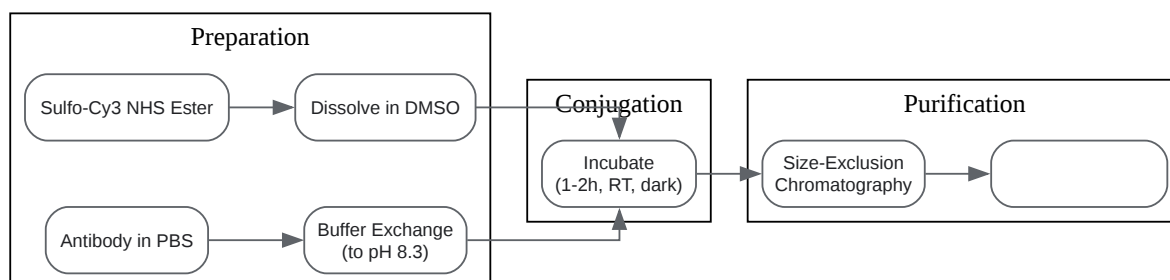 Preparation
Sulfo-Cy3 NHS Ester
Dissolve in DMSO
Antibody in PBS
Buffer Exchange
(to pH 8.3)
Conjugation
Incubate
(1-2h, RT, dark)
Purification
Size-Exclusion
Chromatography